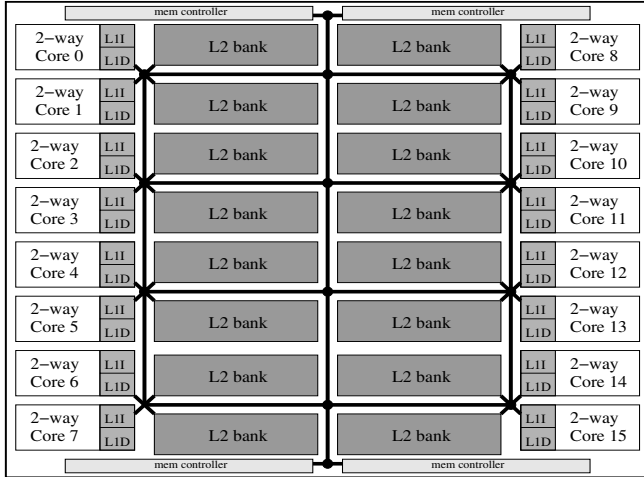 mem controller mem controller
2−way L1I L2 bank L2 bank L1I 2−way
Core 0 L1D L1D Core 8
2−way L1I L2 bank L2 bank L1I 2−way
Core 1 L1D L1D Core 9
2−way L1I L2 bank L2 bank L1I 2−way
Core 2 L1D L1D Core 10
2−way L1I L2 bank L2 bank L1I 2−way
Core 3 L1D L1D Core 11
2−way L1I L2 bank L2 bank L1I 2−way
Core 4 L1D L1D Core 12
2−way L1I L2 bank L2 bank L1I 2−way
Core 5 L1D L1D Core 13
2−way L1I L2 bank L2 bank L1I 2−way
Core 6 L1D L1D Core 14
2−way L1I L2 bank L2 bank L1I 2−way
Core 7 L1D L1D Core 15
mem controller mem controller